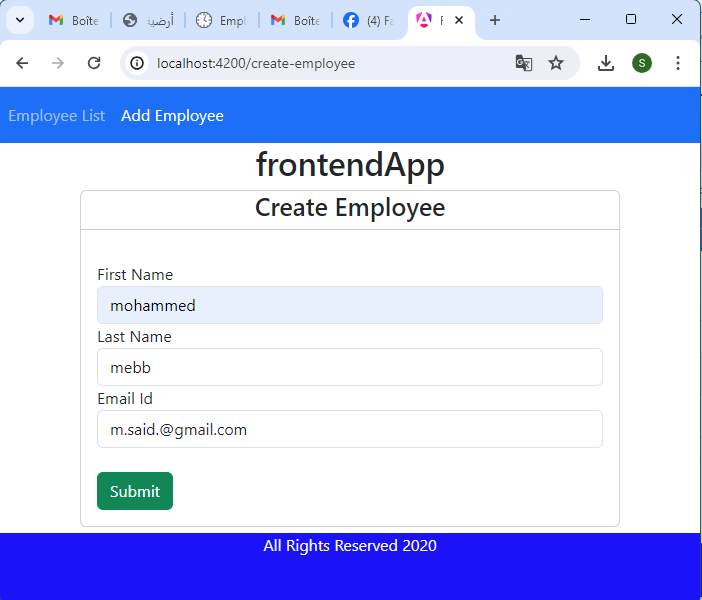 Boîte
أرضية
Empl
Boîte
(4) Fa
localhost:4200/create-employee
S
Employee List Add Employee
frontendApp
Create Employee
First Name
mohammed
Last Name
mebb
Email Id
m.said.@gmail.com
Submit
All Rights Reserved 2020